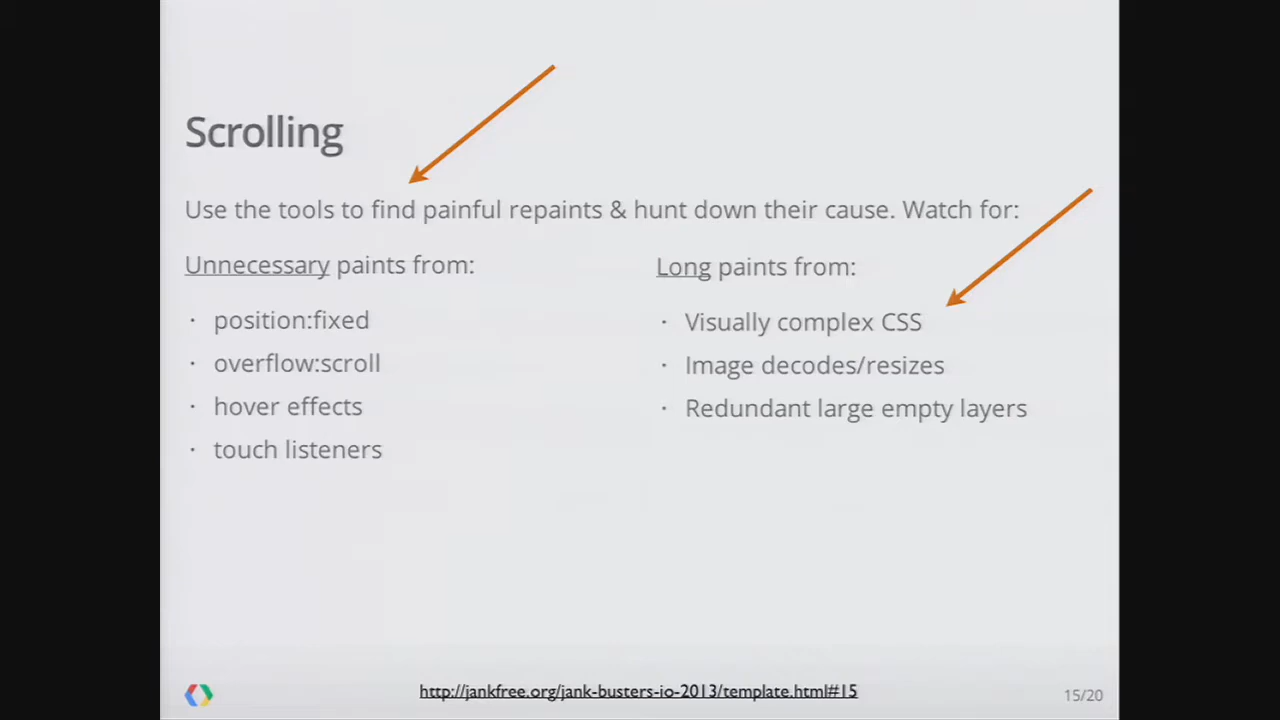 Scrolling
Use the tools to find painful repaints & hunt down their cause. Watch for:
Unnecessary paints from:
· position:fixed
· overflow:scroll
· hover effects
· touch listeners
Long paints from:
· Visually complex CSS
· Image decodes/resizes
· Redundant large empty layers
http://jankfree.org/jank-busters-io-2013/template.html#15
15/20